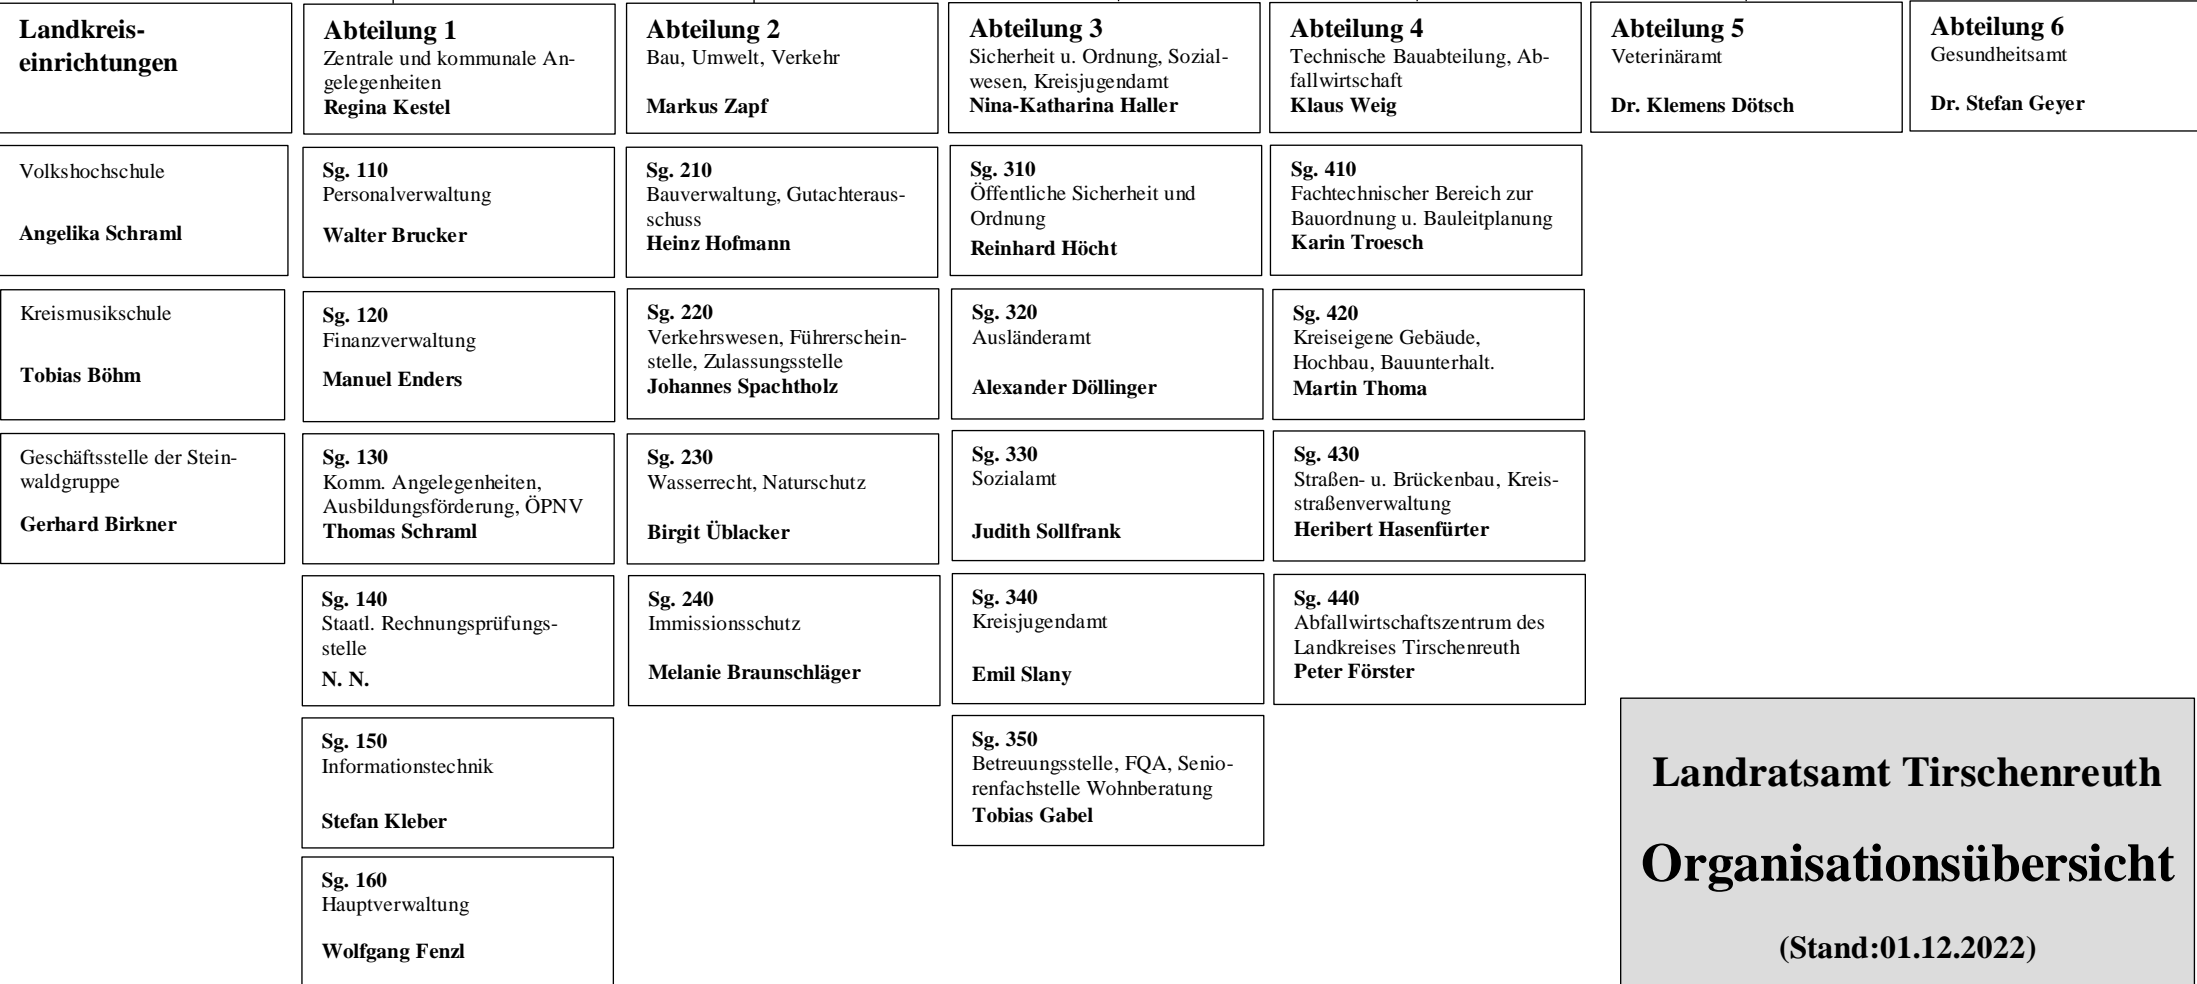 Landkreis-
einrichtungen
Abteilung 1
Zentrale und kommunale An-
gelegenheiten
Regina Kestel
Abteilung 2
Bau, Umwelt, Verkehr
Markus Zapf
Abteilung 3
Sicherheit u. Ordnung, Sozial-
wesen, Kreisjugendamt
Nina-Katharina Haller
Abteilung 4
Technische Bauabteilung, Ab-
fallwirtschaft
Klaus Weig
Abteilung 5
Veterinäramt
Dr. Klemens Dötsch
Abteilung 6
Gesundheitsamt
Dr. Stefan Geyer
Volkshochschule
Angelika Schraml
Sg. 110
Personalverwaltung
Walter Brucker
Sg. 210
Bauverwaltung, Gutachteraus-
schuss
Heinz Hofmann
Sg. 310
Öffentliche Sicherheit und
Ordnung
Reinhard Höcht
Sg. 410
Fachtechnischer Bereich zur
Bauordnung u. Bauleitplanung
Karin Troesch
Kreismusikschule
Tobias Böhm
Sg. 120
Finanzverwaltung
Manuel Enders
Sg. 220
Verkehrswesen, Führerschein-
stelle, Zulassungsstelle
Johannes Spachtholz
Sg. 320
Ausländeramt
Alexander Döllinger
Sg. 420
Kreiseigene Gebäude,
Hochbau, Bauunterhalt.
Martin Thoma
Geschäftsstelle der Stein-
waldgruppe
Gerhard Birkner
Sg. 130
Komm. Angelegenheiten,
Ausbildungsförderung, ÖPNV
Thomas Schraml
Sg. 230
Wasserrecht, Naturschutz
Birgit Üblacker
Sg. 330
Sozialamt
Judith Sollfrank
Sg. 430
Straßen- u. Brückenbau, Kreis-
straßenverwaltung
Heribert Hasenfürter
Sg. 140
Staatl. Rechnungsprüfungs-
stelle
N. N.
Sg. 240
Immissionsschutz
Melanie Braunschläger
Sg. 340
Kreisjugendamt
Emil Slany
Sg. 440
Abfallwirtschaftszentrum des
Landkreises Tirschenreuth
Peter Förster
Sg. 150
Informationstechnik
Stefan Kleber
Sg. 350
Betreuungsstelle, FQA, Senio-
renfachstelle Wohnberatung
Tobias Gabel
Sg. 160
Hauptverwaltung
Wolfgang Fenzl
Landratsamt Tirschenreuth
Organisationsübersicht
(Stand:01.12.2022)